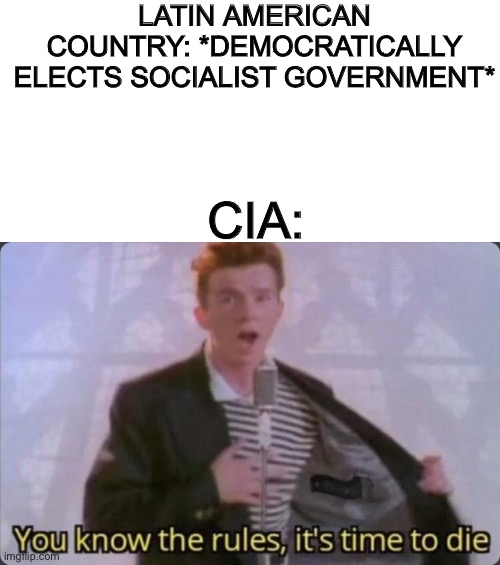 LATIN AMERICAN
COUNTRY: *DEMOCRATICALLY
ELECTS SOCIALIST GOVERNMENT*
CIA:
You know the rules, it's time to die
imgflip.com